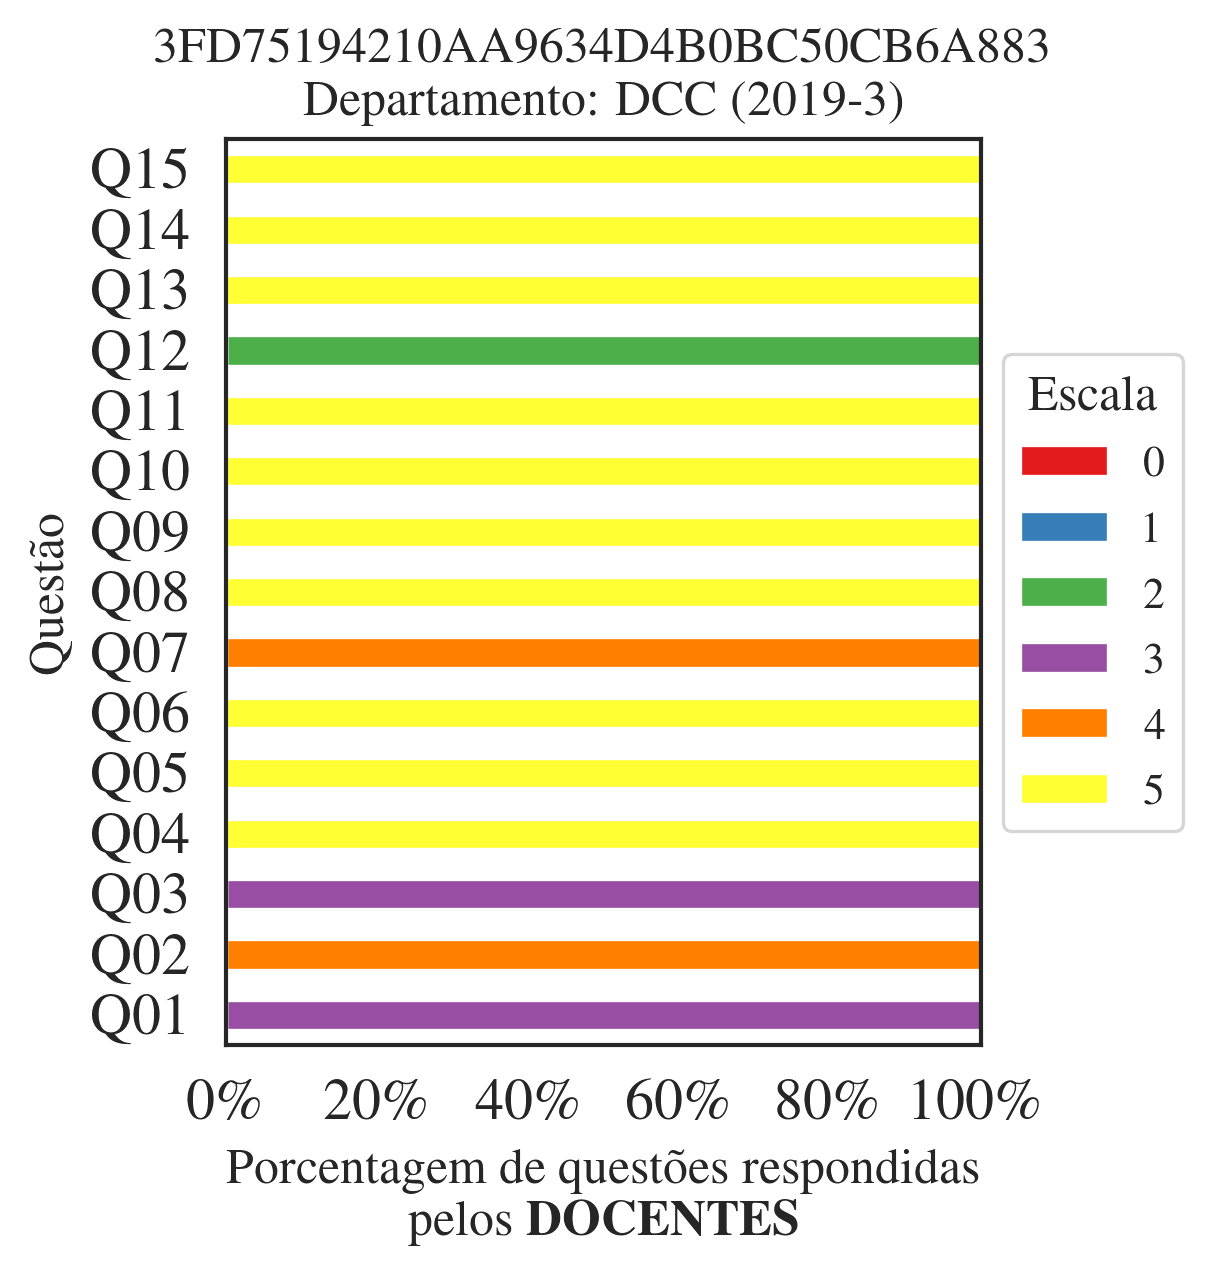 3FD75194210AA9634D4B0BC50CB6A883
Departamento: DCC (2019-3)
Questão
Q15
Q14
Q13
Q12
Q11
Q10
Q09
Q08
Q07
Q06
Q05
Q04
Q03
Q02
Q01
0% 20% 40% 60% 80% 100%
Porcentagem de questões respondidas
pelos DOCENTES
Escala
0
1
2
3
4
5